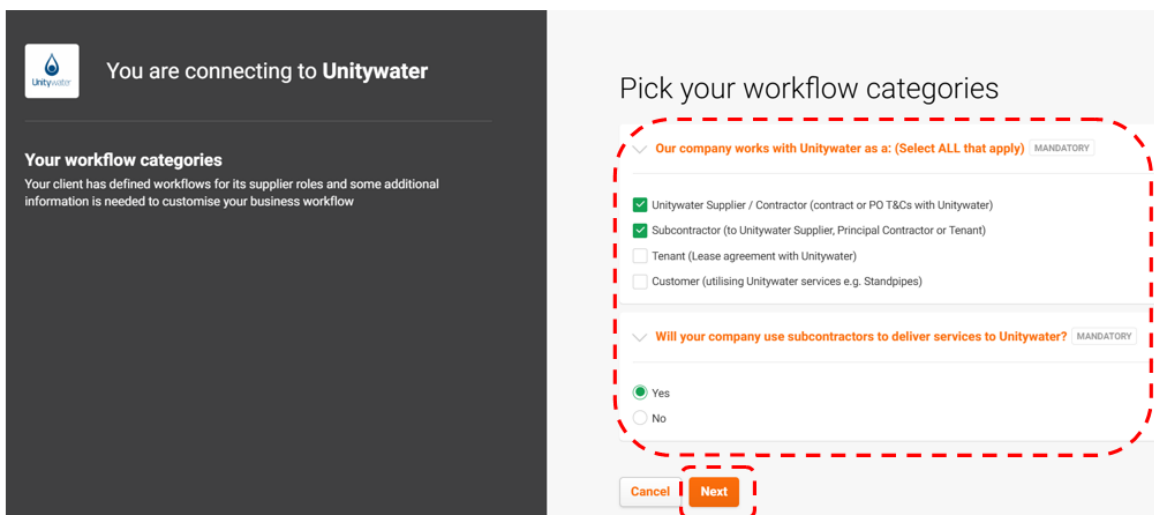 Unitywater
You are connecting to Unitywater
Your workflow categories
Your client has defined workflows for its supplier roles and some additional
information is needed to customise your business workflow
Pick your workflow categories
Our company works with Unitywater as a: (Select ALL that apply) MANDATORY
Unitywater Supplier / Contractor (contract or PO T&Cs with Unitywater)
Subcontractor (to Unitywater Supplier, Principal Contractor or Tenant)
Tenant (Lease agreement with Unitywater)
Customer (utilising Unitywater services e.g. Standpipes)
Will your company use subcontractors to deliver services to Unitywater? MANDATORY
Yes
No
Cancel Next